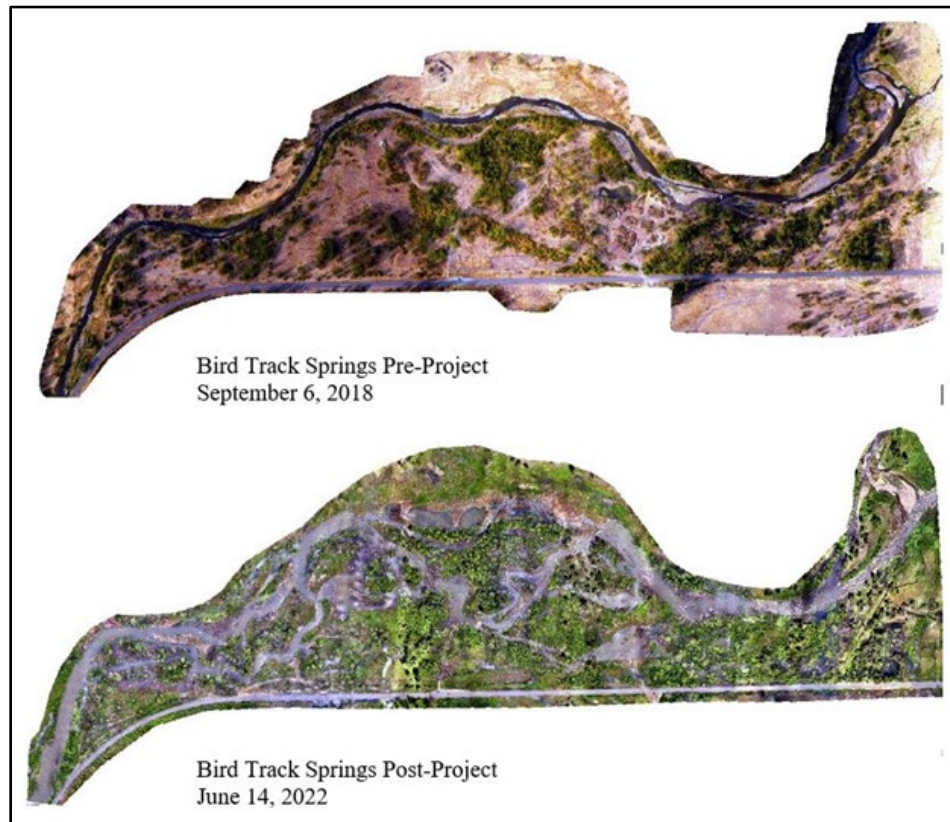 Bird Track Springs Pre-Project
September 6, 2018
Bird Track Springs Post-Project
June 14, 2022